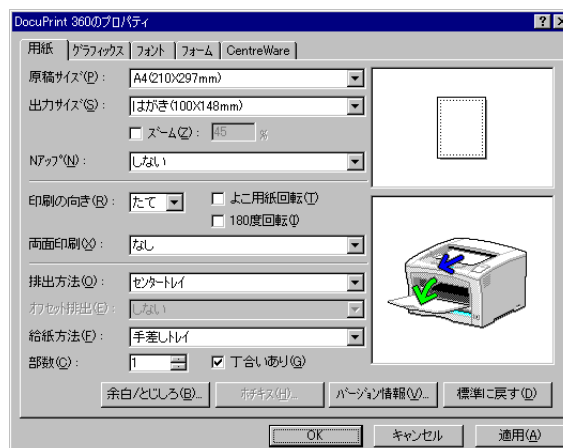 DocuPrint 360のプロパティ
用紙 グラフィックス フォント フォーム CentreWare
原稿サイズ(P): A4(210X297mm)
出力サイズ(S): はがき(100X148mm)
ズーム(Z): 45 %
Nアップ(N): しない
印刷の向き(R): たて よこ用紙回転(T)
180度回転(I)
両面印刷(X): なし
排出方法(O): センタートレイ
オフセット排出(E): しない
給紙方法(F): 手差しトレイ
部数(C): 1 丁合いあり(G)
余白/とじしろ(B)... ホチキス(H)... バージョン情報(V)... 標準に戻す(D)
OK キャンセル 適用(A)